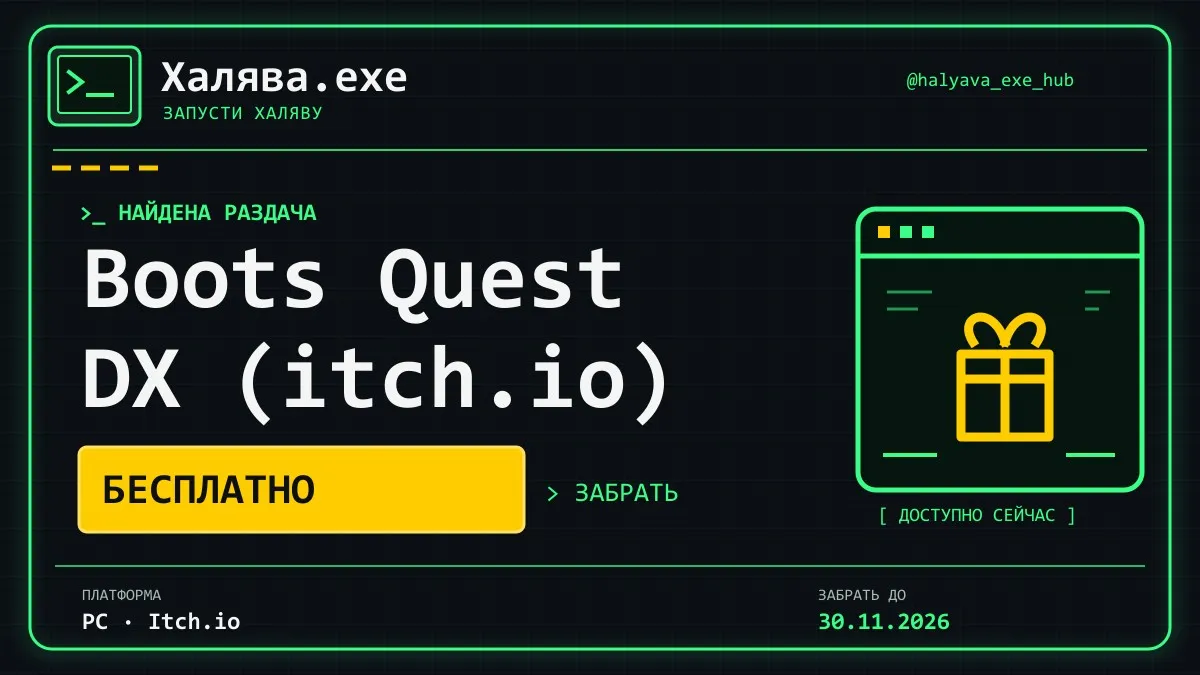 >_
Халява.exe
ЗАПУСТИ ХАЛЯВУ
@halyava_exe_hub
>_ НАЙДЕНА РАЗДАЧА
Boots Quest
DX (itch.io)
БЕСПЛАТНО
> ЗАБРАТЬ
[ ДОСТУПНО СЕЙЧАС ]
ПЛАТФОРМА
PC · Itch.io
ЗАБРАТЬ ДО
30.11.2026